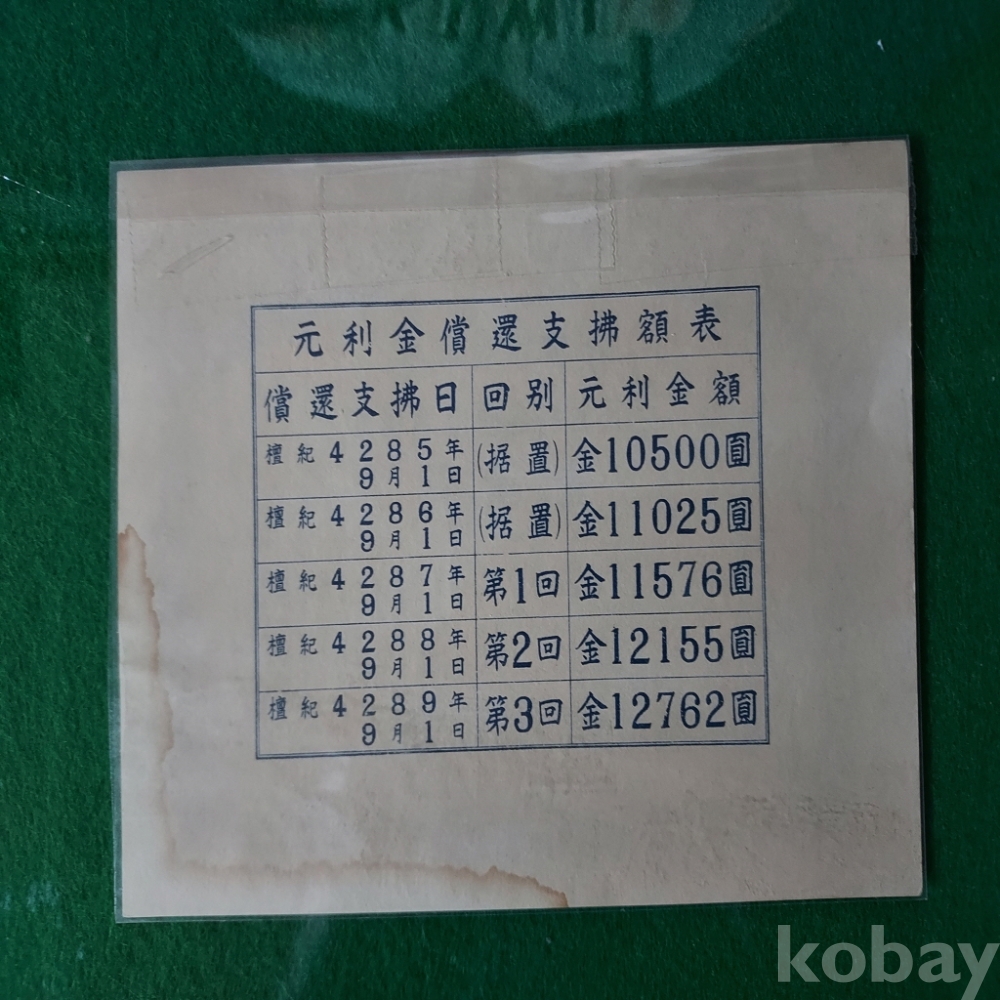 元利金償還支拂額表
償還支拂日 回别 元利金額
檀紀4285年9月1日 (据置) 金10500圓
檀紀4286年9月1日 (据置) 金11025圓
檀紀4287年9月1日 第1回 金11576圓
檀紀4288年9月1日 第2回 金12155圓
檀紀4289年9月1日 第3回 金12762圓
kobay